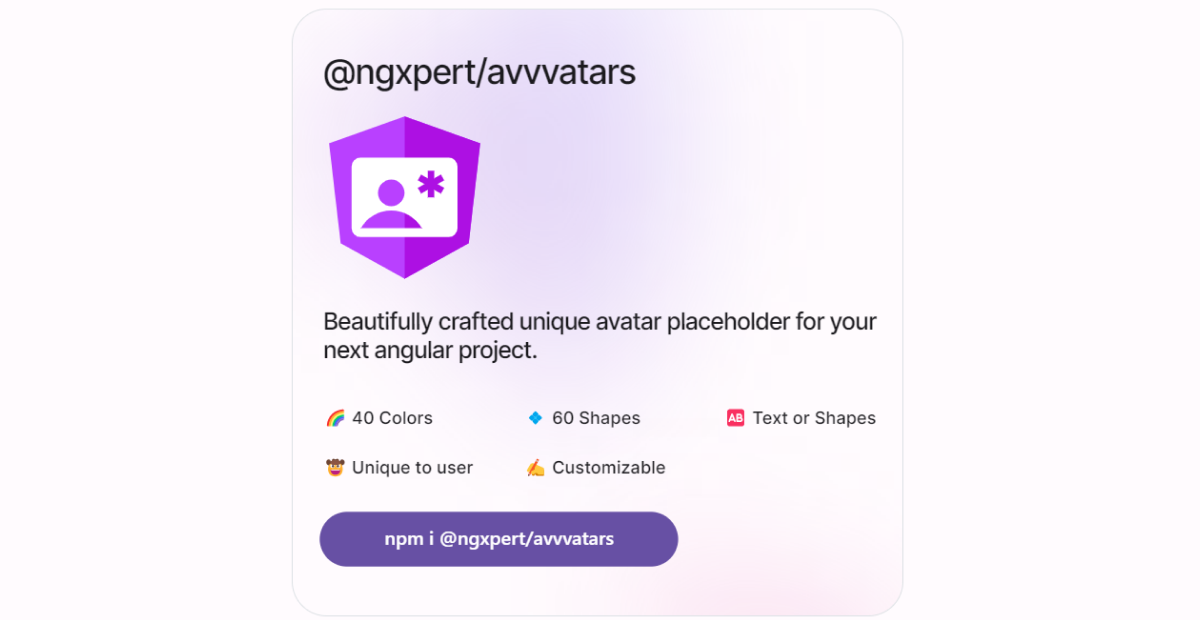 @ngxpert/avvvatars
Beautifully crafted unique avatar placeholder for your
next angular project.
🌈 40 Colors
💠 60 Shapes
🆎 Text or Shapes
🤠 Unique to user
✍️ Customizable
npm i @ngxpert/avvvatars